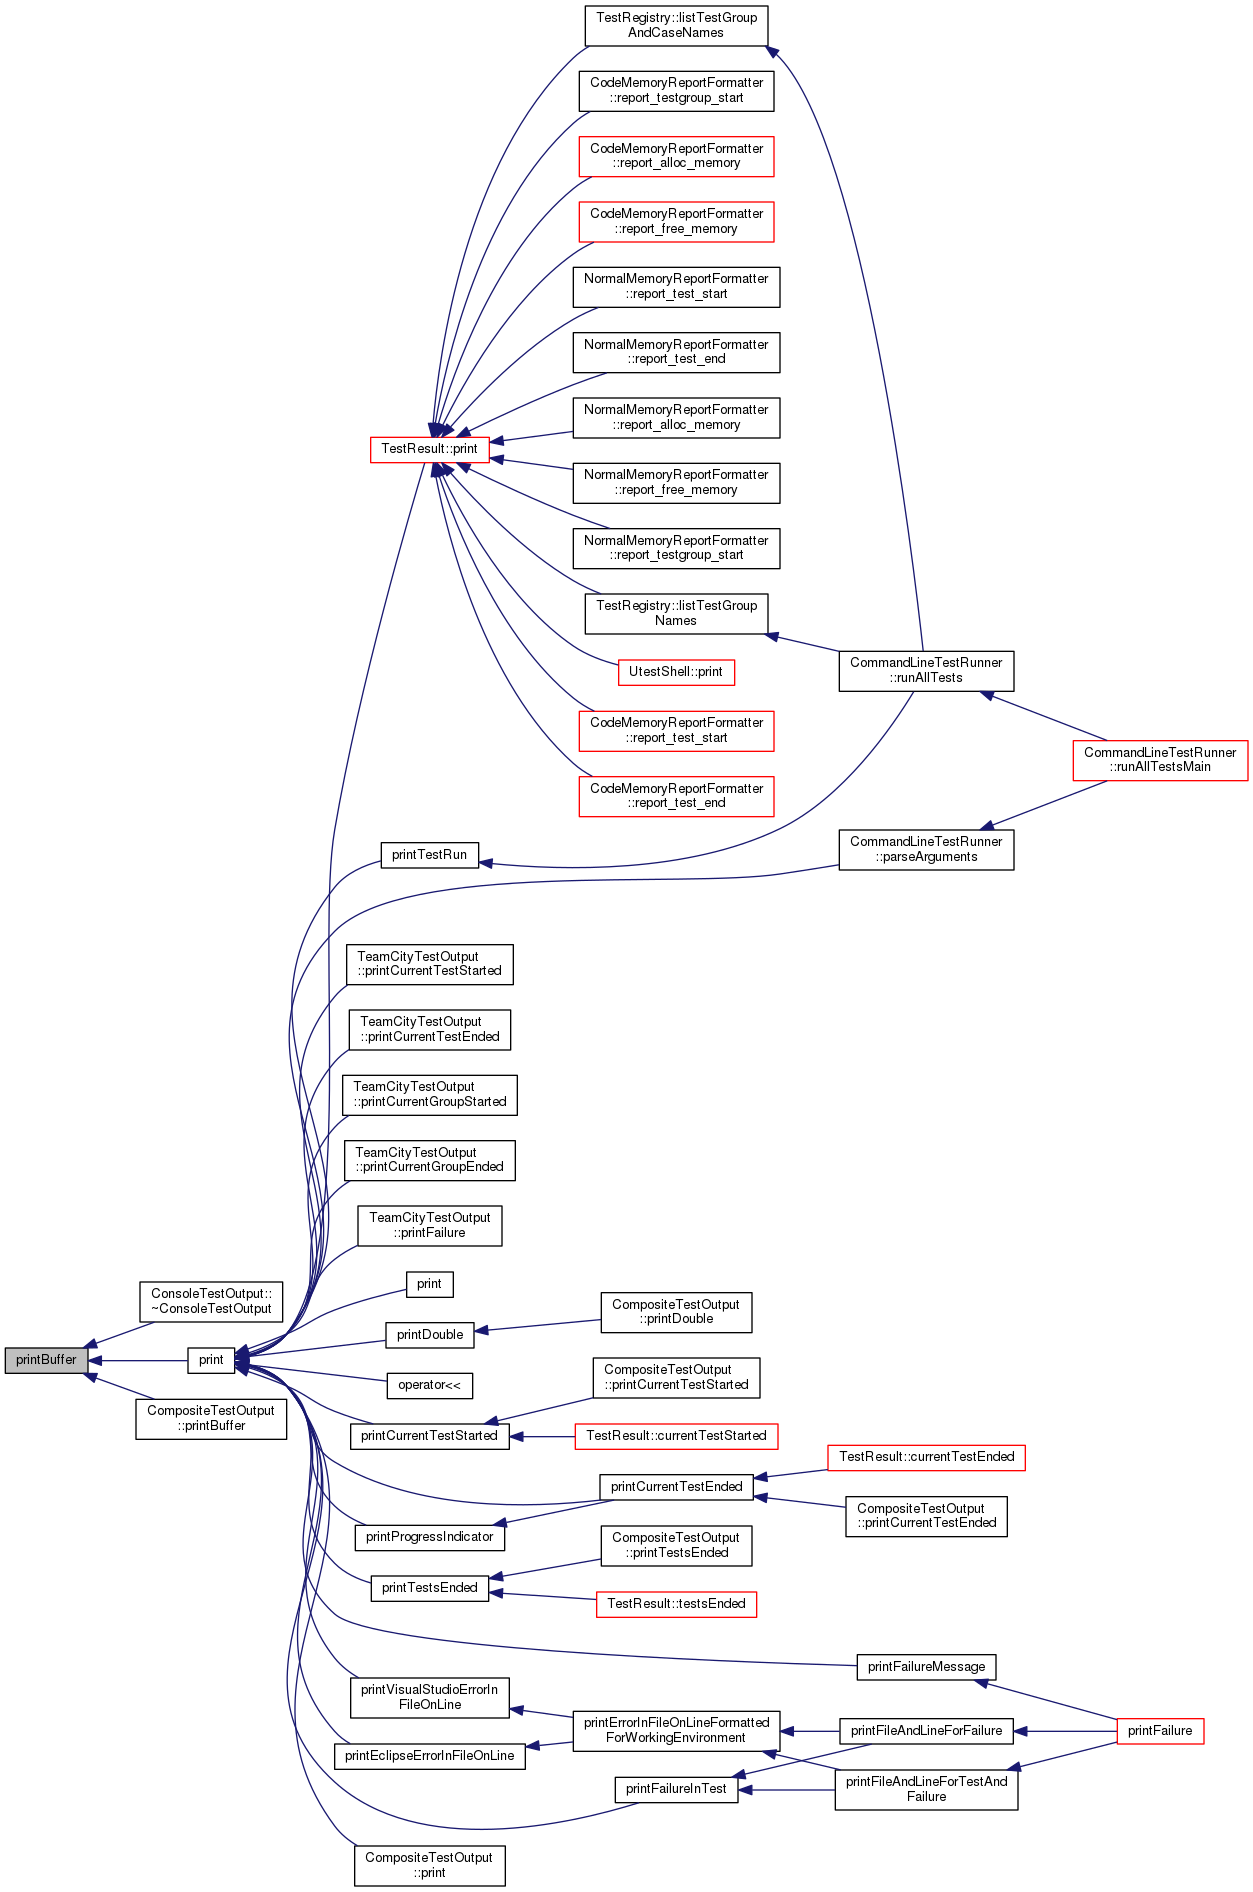 TestRegistry::listTestGroup
AndCaseNames
CodeMemoryReportFormatter
::report_testgroup_start
CodeMemoryReportFormatter
::report_alloc_memory
CodeMemoryReportFormatter
::report_free_memory
NormalMemoryReportFormatter
::report_test_start
NormalMemoryReportFormatter
::report_test_end
NormalMemoryReportFormatter
::report_alloc_memory
TestResult::print
NormalMemoryReportFormatter
::report_free_memory
NormalMemoryReportFormatter
::report_testgroup_start
TestRegistry::listTestGroup
Names
UtestShell::print
CommandLineTestRunner
::runAllTests
CodeMemoryReportFormatter
::report_test_start
CommandLineTestRunner
::runAllTestsMain
CodeMemoryReportFormatter
::report_test_end
printTestRun
CommandLineTestRunner
::parseArguments
TeamCityTestOutput
::printCurrentTestStarted
TeamCityTestOutput
::printCurrentTestEnded
TeamCityTestOutput
::printCurrentGroupStarted
TeamCityTestOutput
::printCurrentGroupEnded
TeamCityTestOutput
::printFailure
print
ConsoleTestOutput::
~ConsoleTestOutput
CompositeTestOutput
::printDouble
printDouble
printBuffer
print
operator<<
CompositeTestOutput
::printCurrentTestStarted
CompositeTestOutput
::printBuffer
printCurrentTestStarted
TestResult::currentTestStarted
TestResult::currentTestEnded
printCurrentTestEnded
CompositeTestOutput
::printCurrentTestEnded
printProgressIndicator
CompositeTestOutput
::printTestsEnded
printTestsEnded
TestResult::testsEnded
printFailureMessage
printVisualStudioErrorIn
FileOnLine
printErrorInFileOnLineFormatted
ForWorkingEnvironment
printFileAndLineForFailure
printFailure
printEclipseErrorInFileOnLine
printFailureInTest
printFileAndLineForTestAnd
Failure
CompositeTestOutput
::print